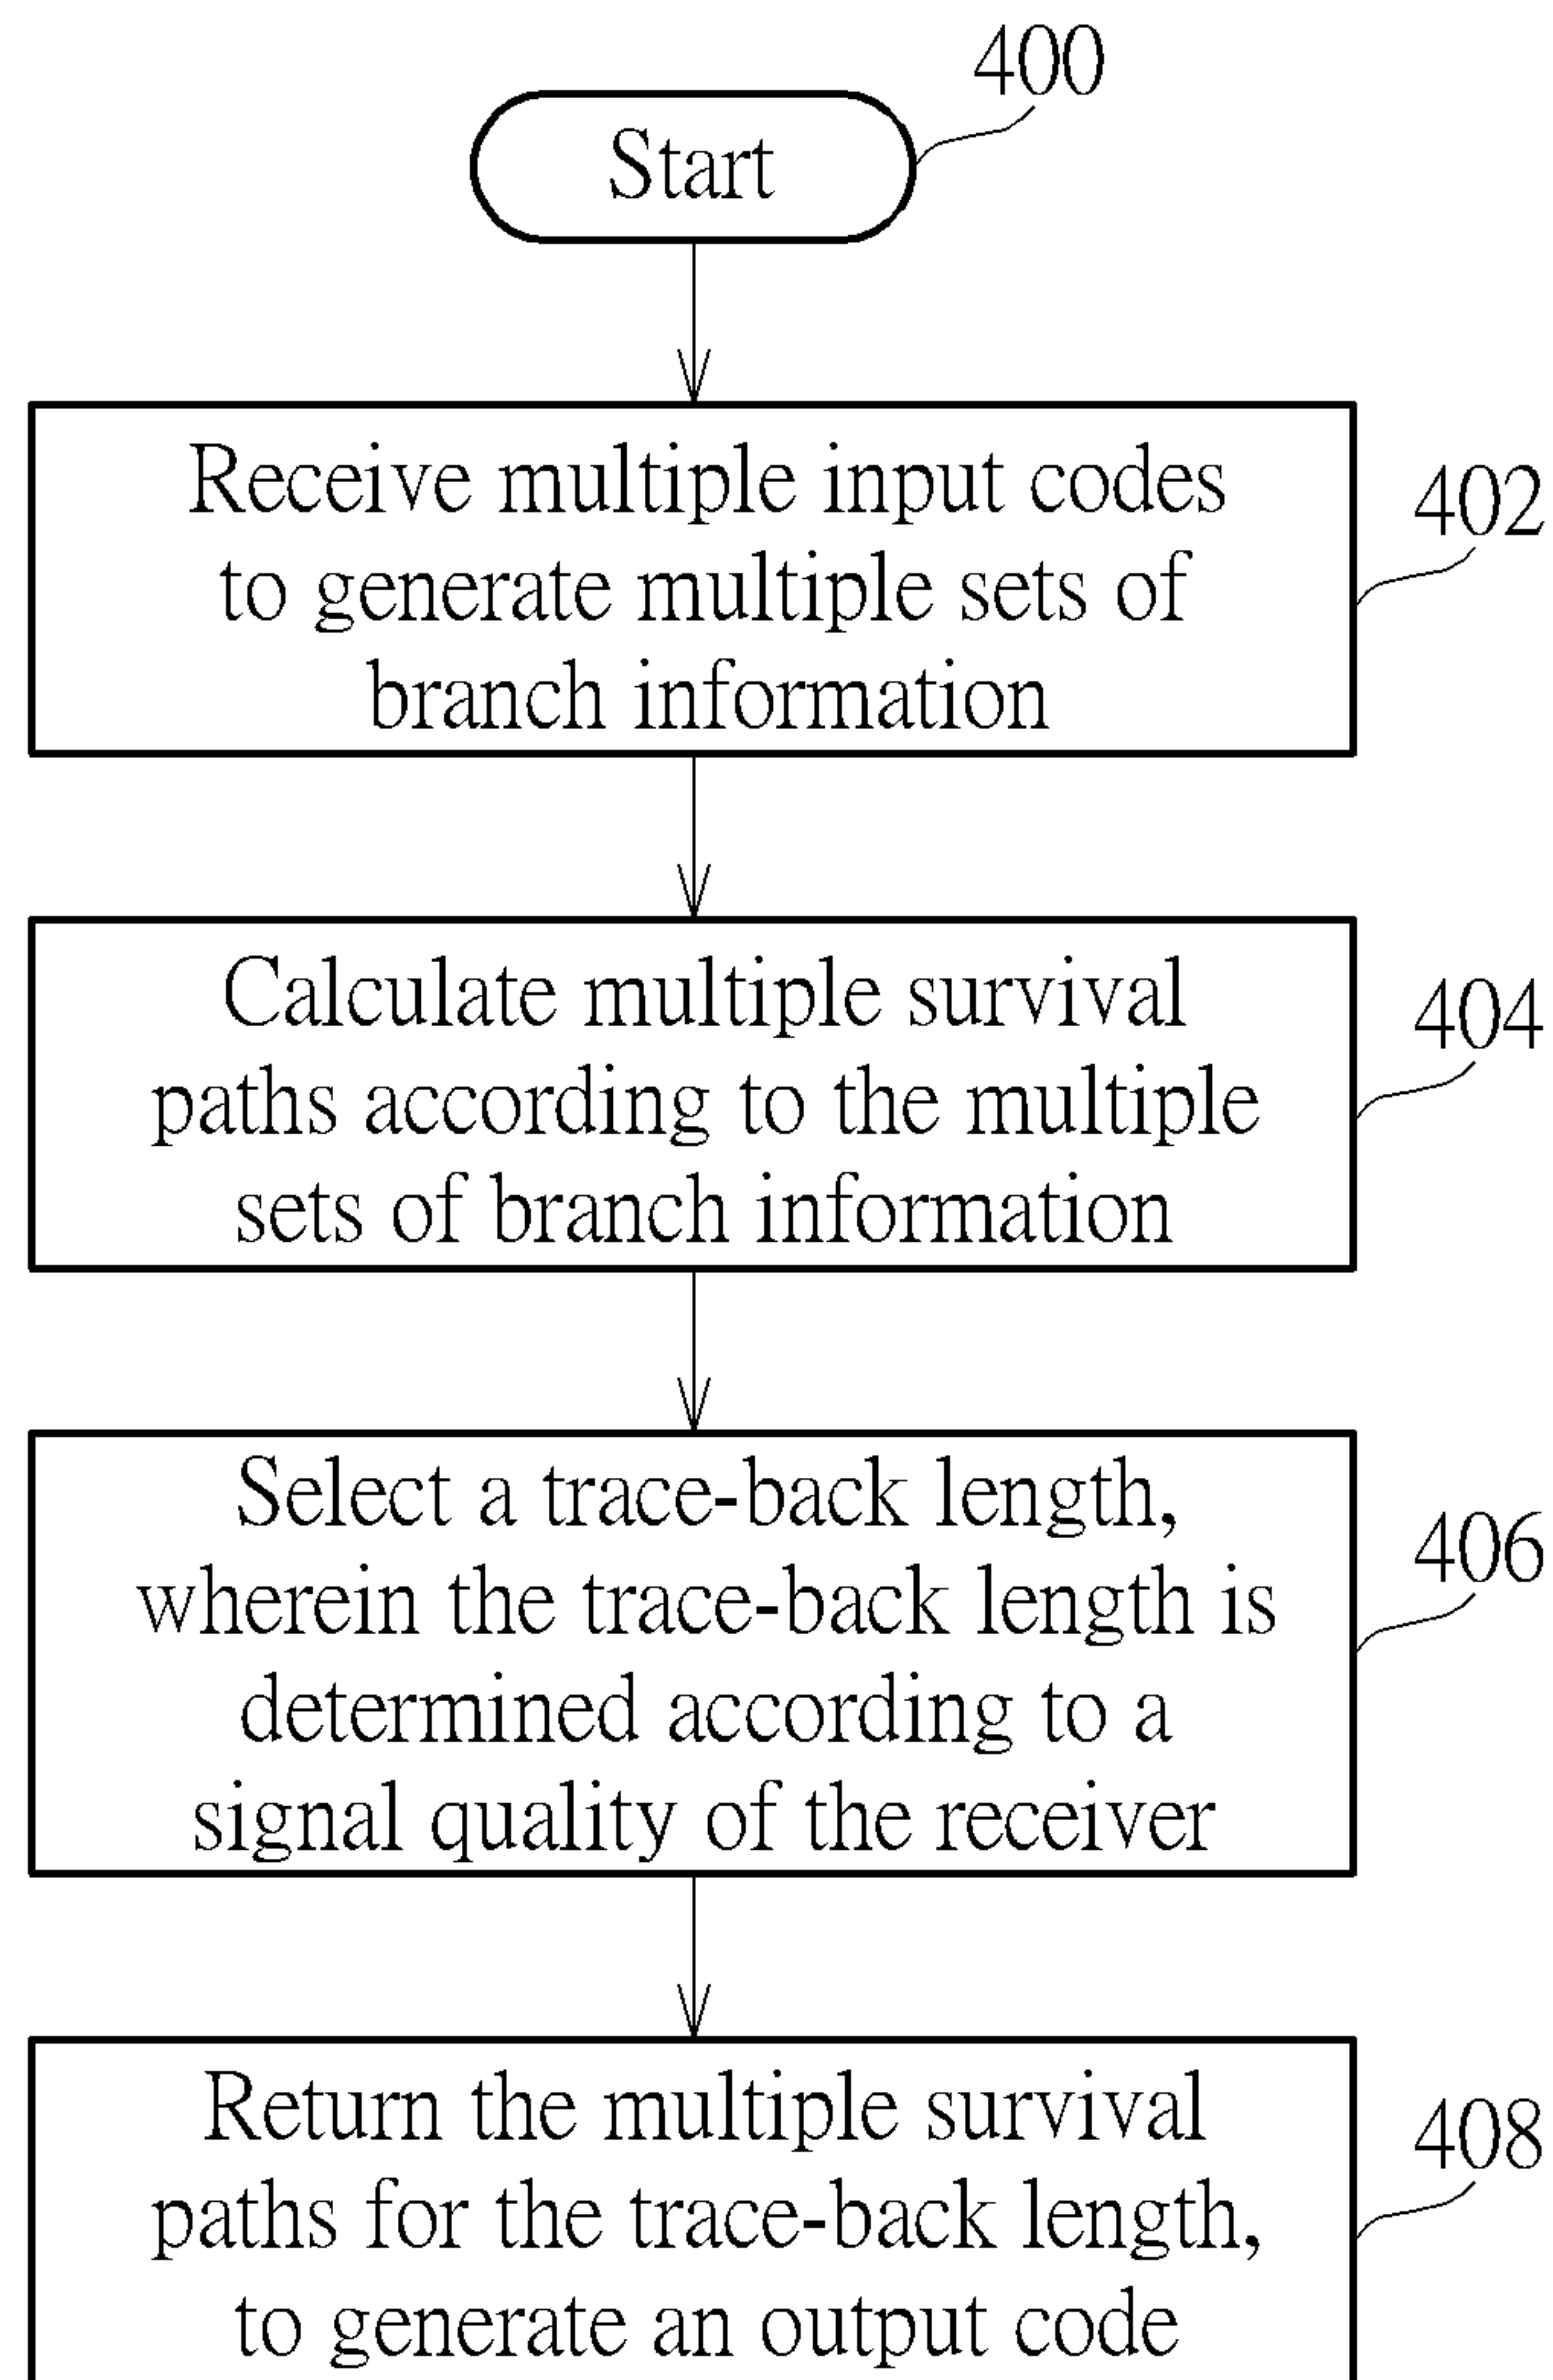 400
Start
Receive multiple input codes
to generate multiple sets of
branch information
402
Calculate multiple survival
paths according to the multiple
sets of branch information
404
Select a trace-back length,
wherein the trace-back length is
determined according to a
signal quality of the receiver
406
Return the multiple survival
paths for the trace-back length,
to generate an output code
408